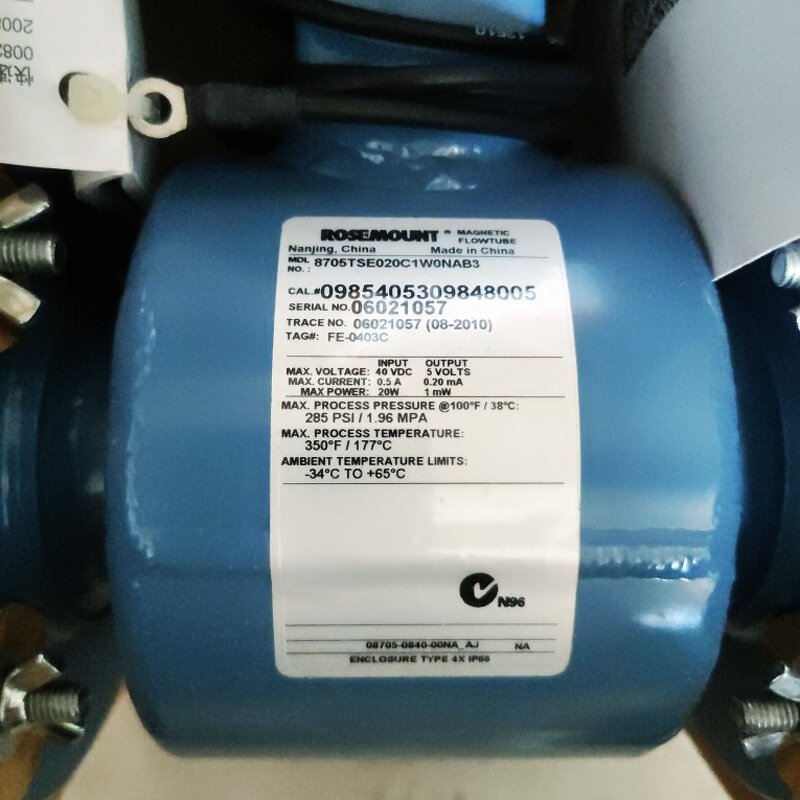 ROSEMOUNT® MAGNETIC FLOWTUBE
Nanjing, China Made in China
MDL NO.: 8705TSE020C1W0NAB3
CAL.# 0985405309848005
SERIAL NO. 06021057
TRACE NO. 06021057 (08-2010)
TAG#: FE-0403C
INPUT OUTPUT
MAX. VOLTAGE: 40 VDC 5 VOLTS
MAX. CURRENT: 0.5 A 0.20 mA
MAX POWER: 20W 1 mW
MAX. PROCESS PRESSURE @100°F / 38°C:
285 PSI / 1.96 MPA
MAX. PROCESS TEMPERATURE:
350°F / 177°C
AMBIENT TEMPERATURE LIMITS:
-34°C TO +65°C
N96
08705-0840-00NA_AJ NA
ENCLOSURE TYPE 4X IP66